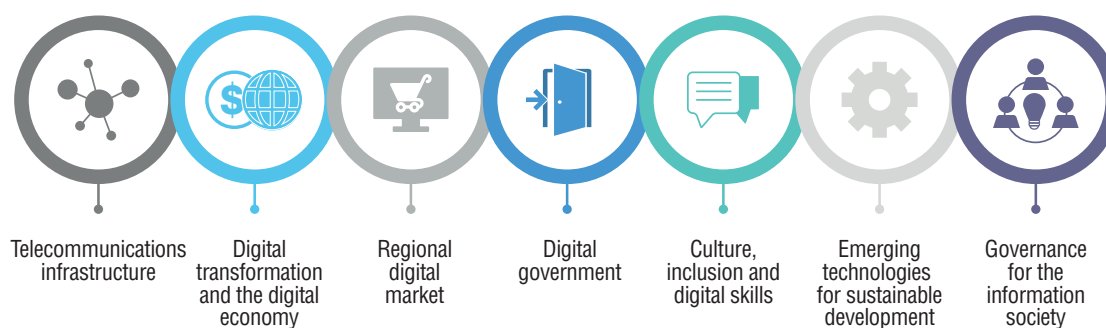 $
Telecommunications
infrastructure
Digital
transformation
and the digital
economy
Regional
digital
market
Digital
government
Culture,
inclusion and
digital skills
Emerging
technologies
for sustainable
development
Governance
for the
information
society